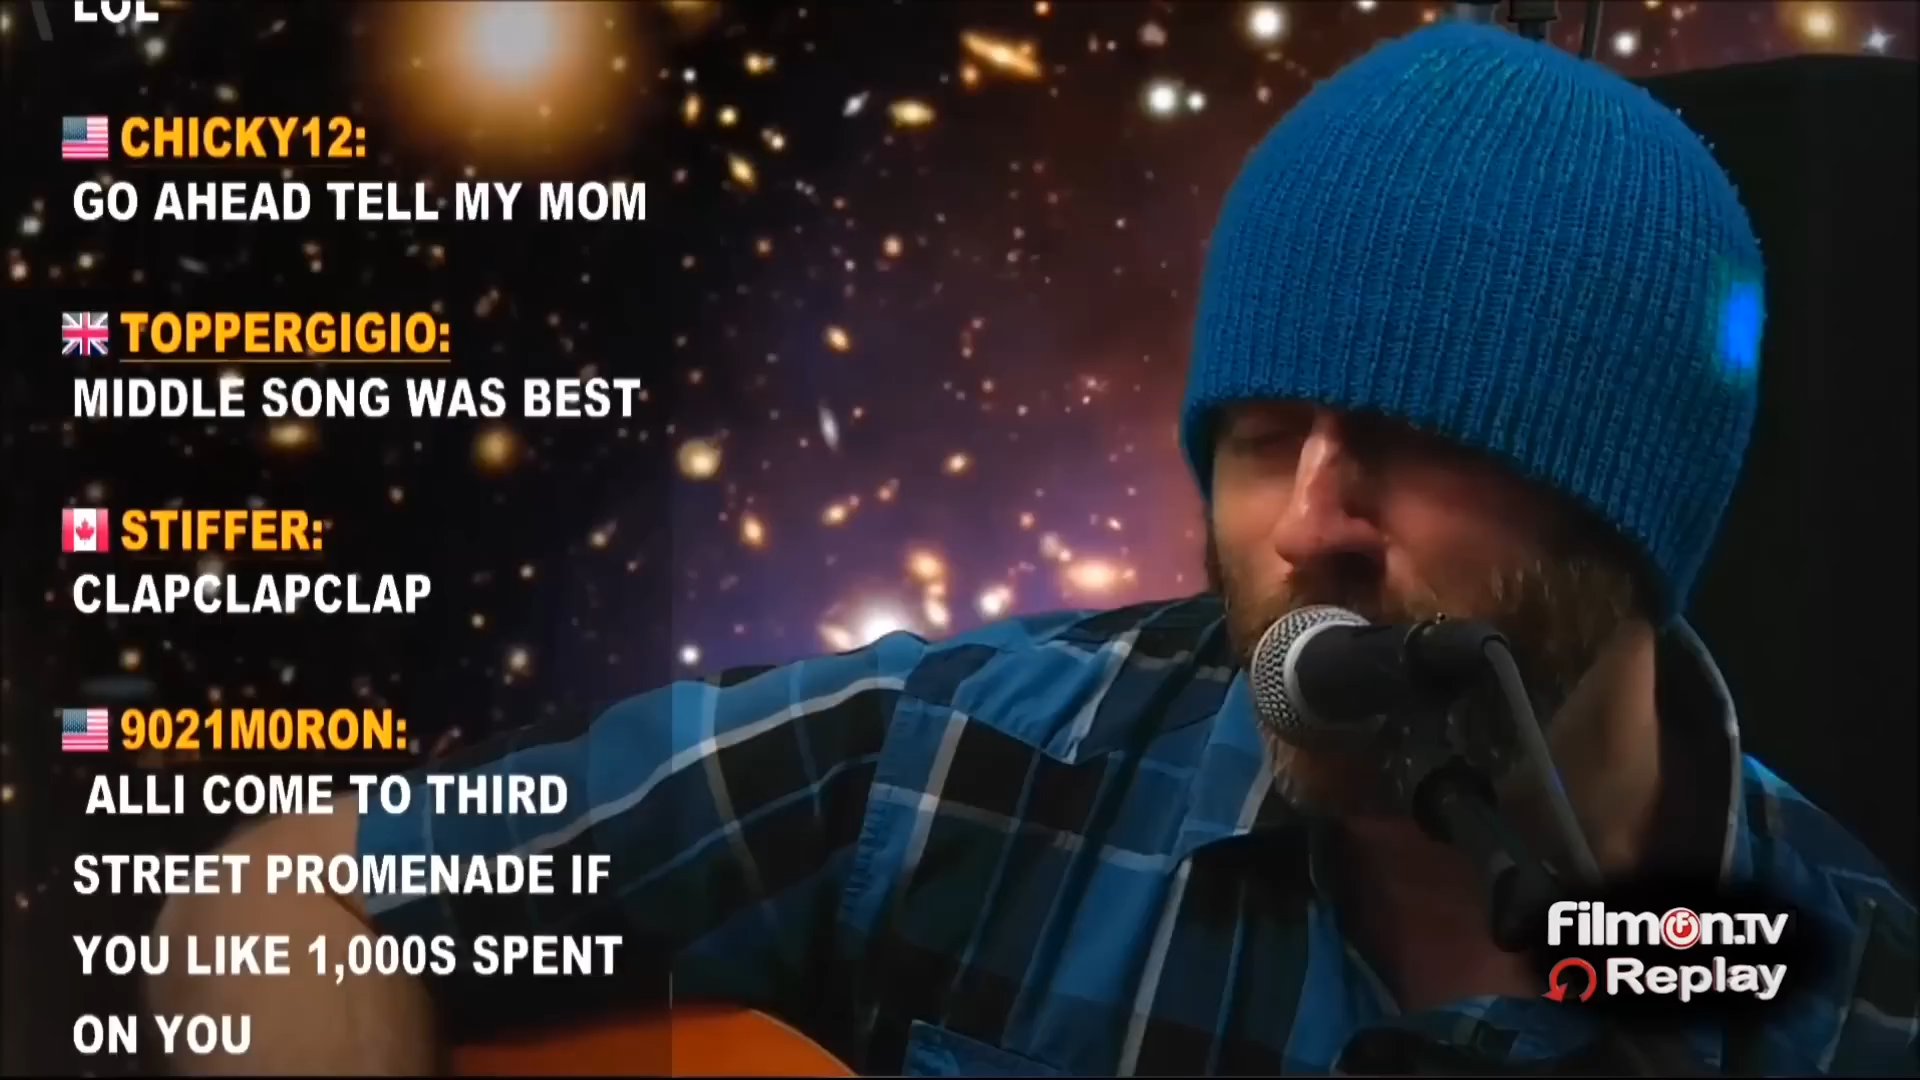 LOL
CHICKY12:
GO AHEAD TELL MY MOM
TOPPERGIGIO:
MIDDLE SONG WAS BEST
STIFFER:
CLAPCLAPCLAP
9021M0RON:
ALLI COME TO THIRD
STREET PROMENADE IF
YOU LIKE 1,000S SPENT
ON YOU
FilmOn.TV
Replay